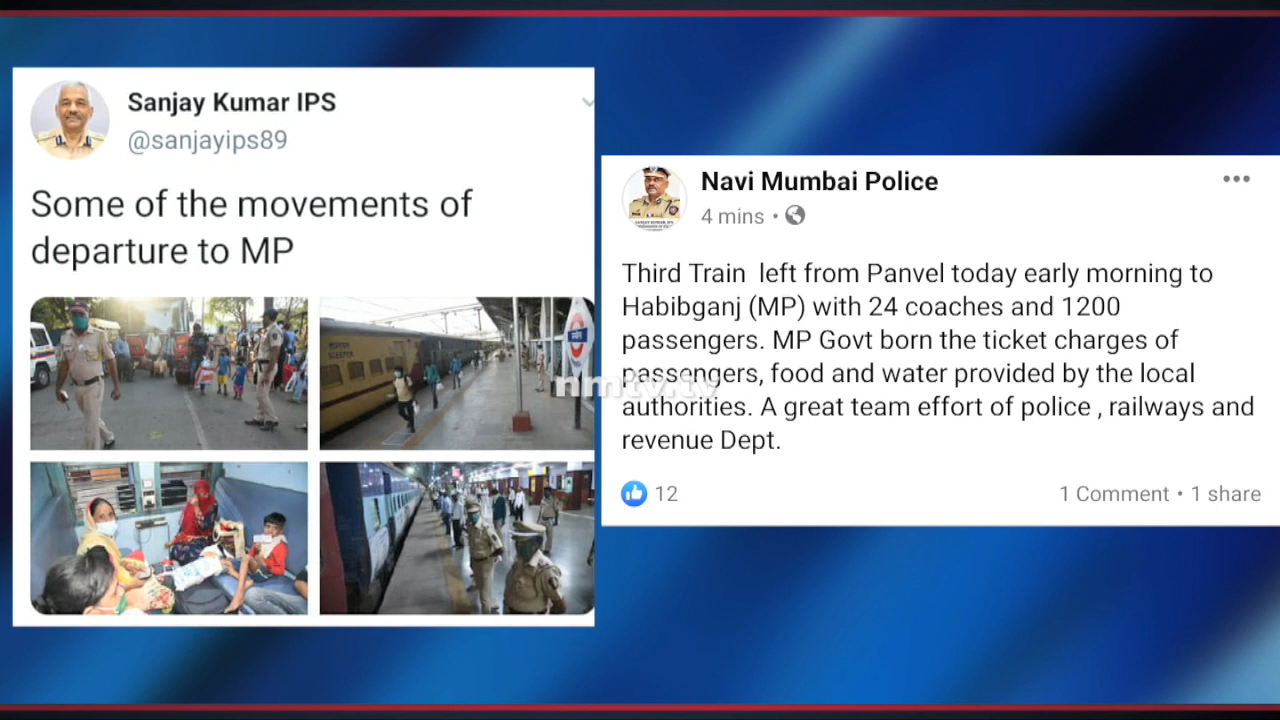 Sanjay Kumar IPS
@sanjayips89
Some of the movements of
departure to MP
Navi Mumbai Police
4 mins •
Third Train left from Panvel today early morning to
Habibganj (MP) with 24 coaches and 1200
passengers. MP Govt born the ticket charges of
passengers, food and water provided by the local
authorities. A great team effort of police , railways and
revenue Dept.
12
1 Comment • 1 share
nmtv.tv